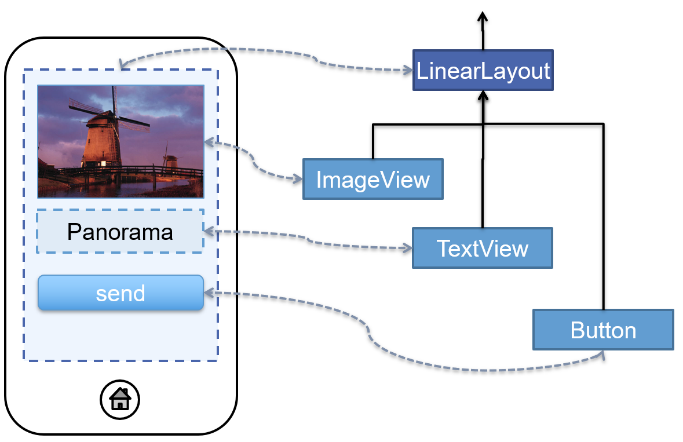 LinearLayout
ImageView
Panorama
TextView
send
Button